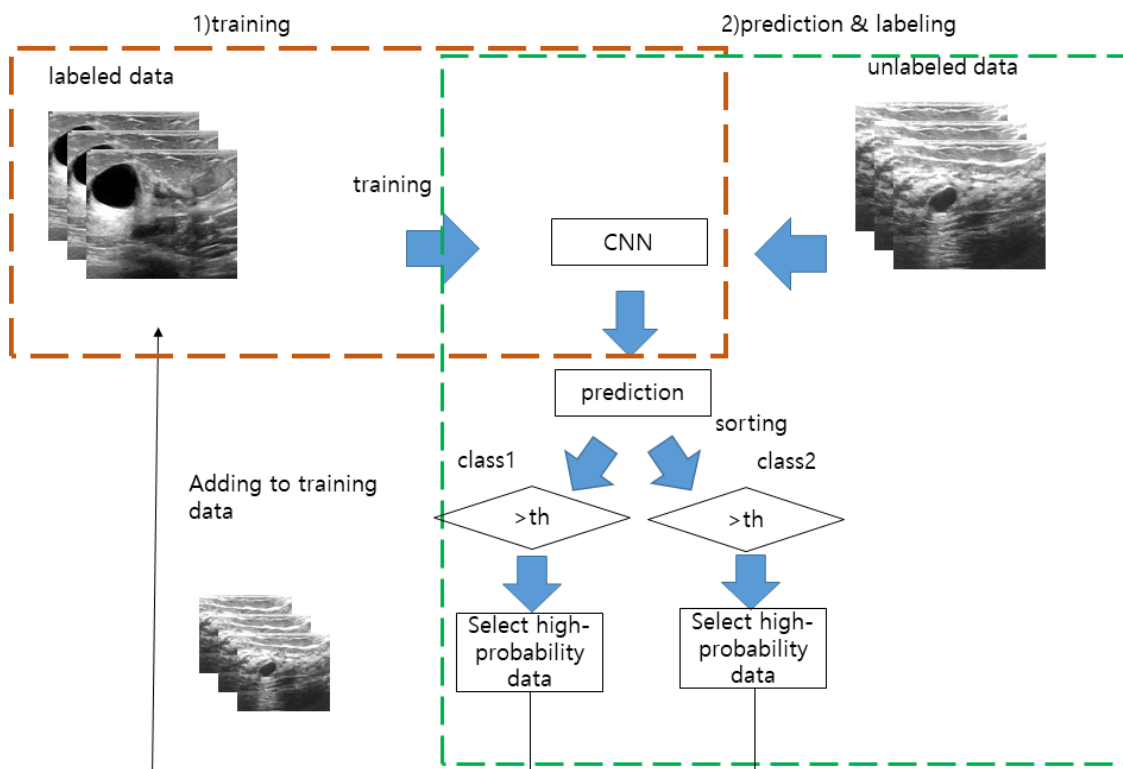 1)training
2)prediction & labeling
labeled data
unlabeled data
training
CNN
prediction
sorting
class1
class2
Adding to training
data
>th
>th
Select high-
probability
data
Select high-
probability
data